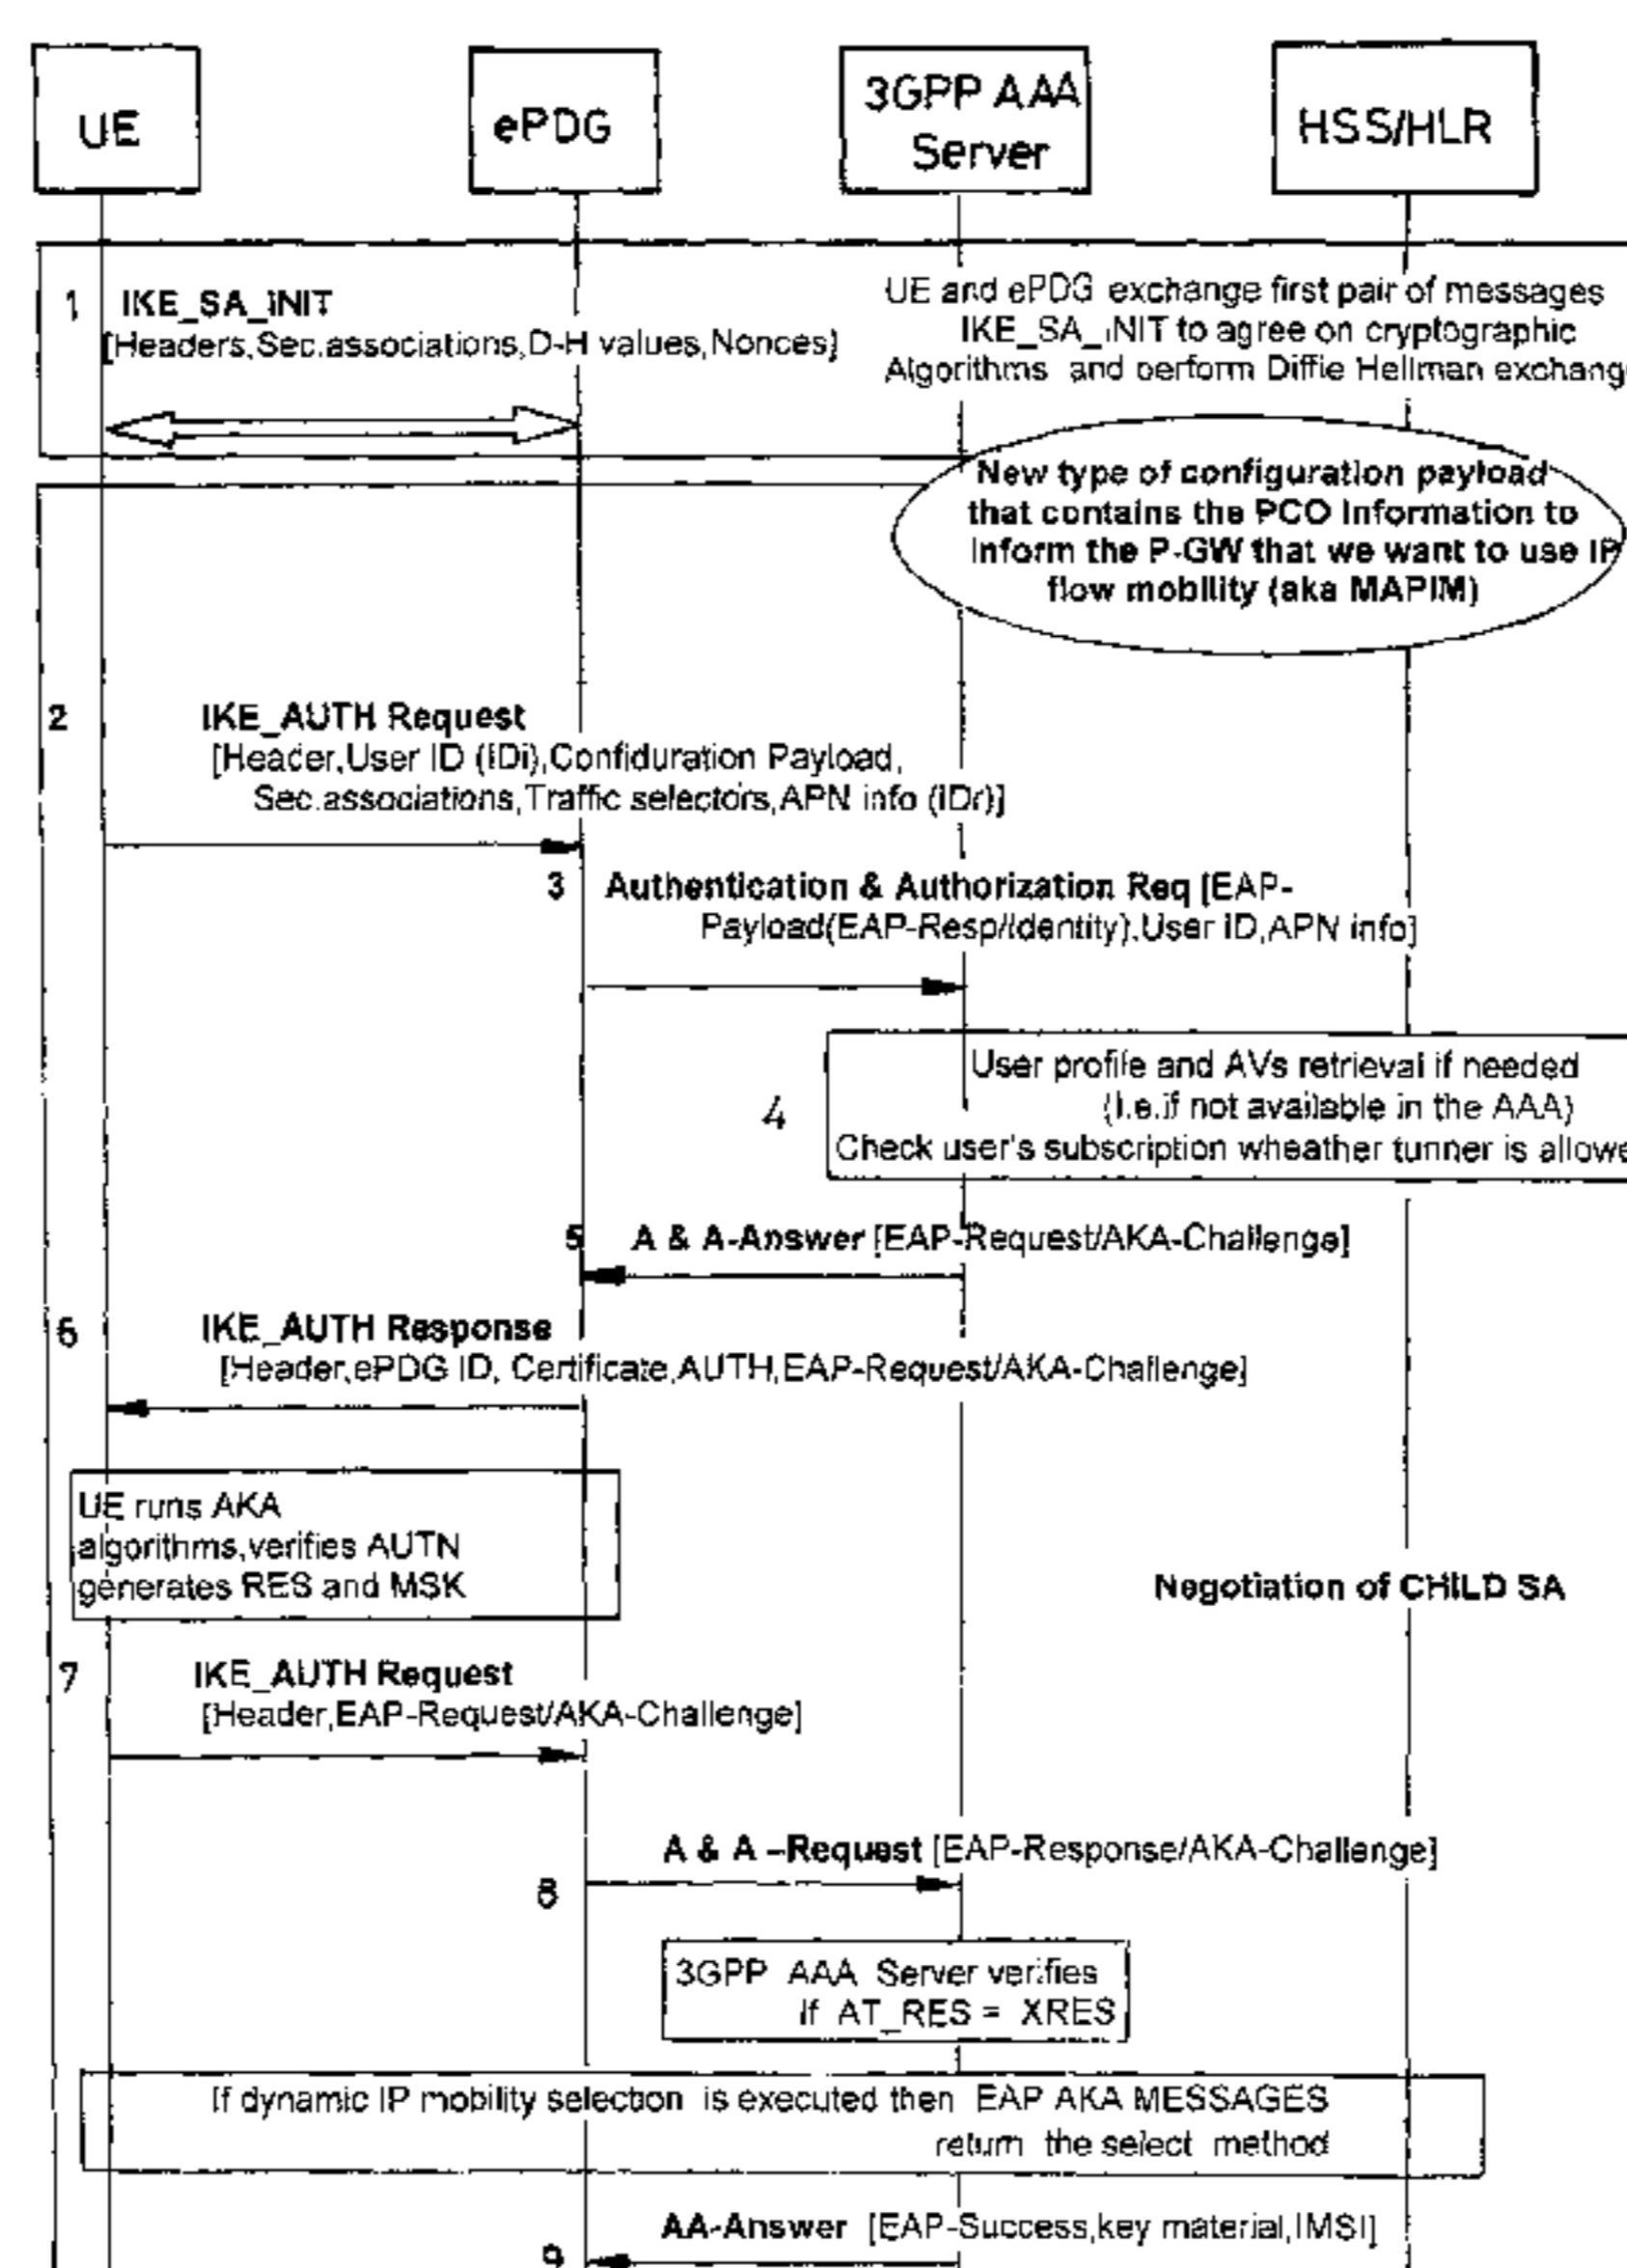 UE
ePDG
3GPP AAA
Server
HSS/HLR
1 IKE_SA_INIT
[Headers,Sec.associations,D-H values,Nonces]
UE and ePDG exchange first pair of messages
IKE_SA_INIT to agree on cryptographic
Algorithms and perform Diffie Hellman exchang
New type of configuration payload
that contains the PCO Information to
Inform the P-GW that we want to use IP
flow mobility (aka MAPIM)
2 IKE_AUTH Request
[Header,User ID (IDi),Confiduration Payload,
Sec.associations,Traffic selectors,APN info (IDr)]
3 Authentication & Authorization Req [EAP-
Payload(EAP-Resp/Identity),User ID,APN info]
4
User profile and AVs retrieval if needed
(I.e.if not available in the AAA)
Check user's subscription wheather tunner is allowe
5 A & A-Answer [EAP-Request/AKA-Challenge]
6 IKE_AUTH Response
[Header,ePDG ID, Certificate,AUTH,EAP-Request/AKA-Challenge]
UE runs AKA
algorithms,verifies AUTN
generates RES and MSK
Negotiation of CHILD SA
7 IKE_AUTH Request
[Header,EAP-Request/AKA-Challenge]
A & A –Request [EAP-Response/AKA-Challenge]
8
3GPP AAA Server verifies
If AT_RES = XRES
If dynamic IP mobility selection is executed then EAP AKA MESSAGES
return the select method
AA-Answer [EAP-Success,key material,IMSI]
9